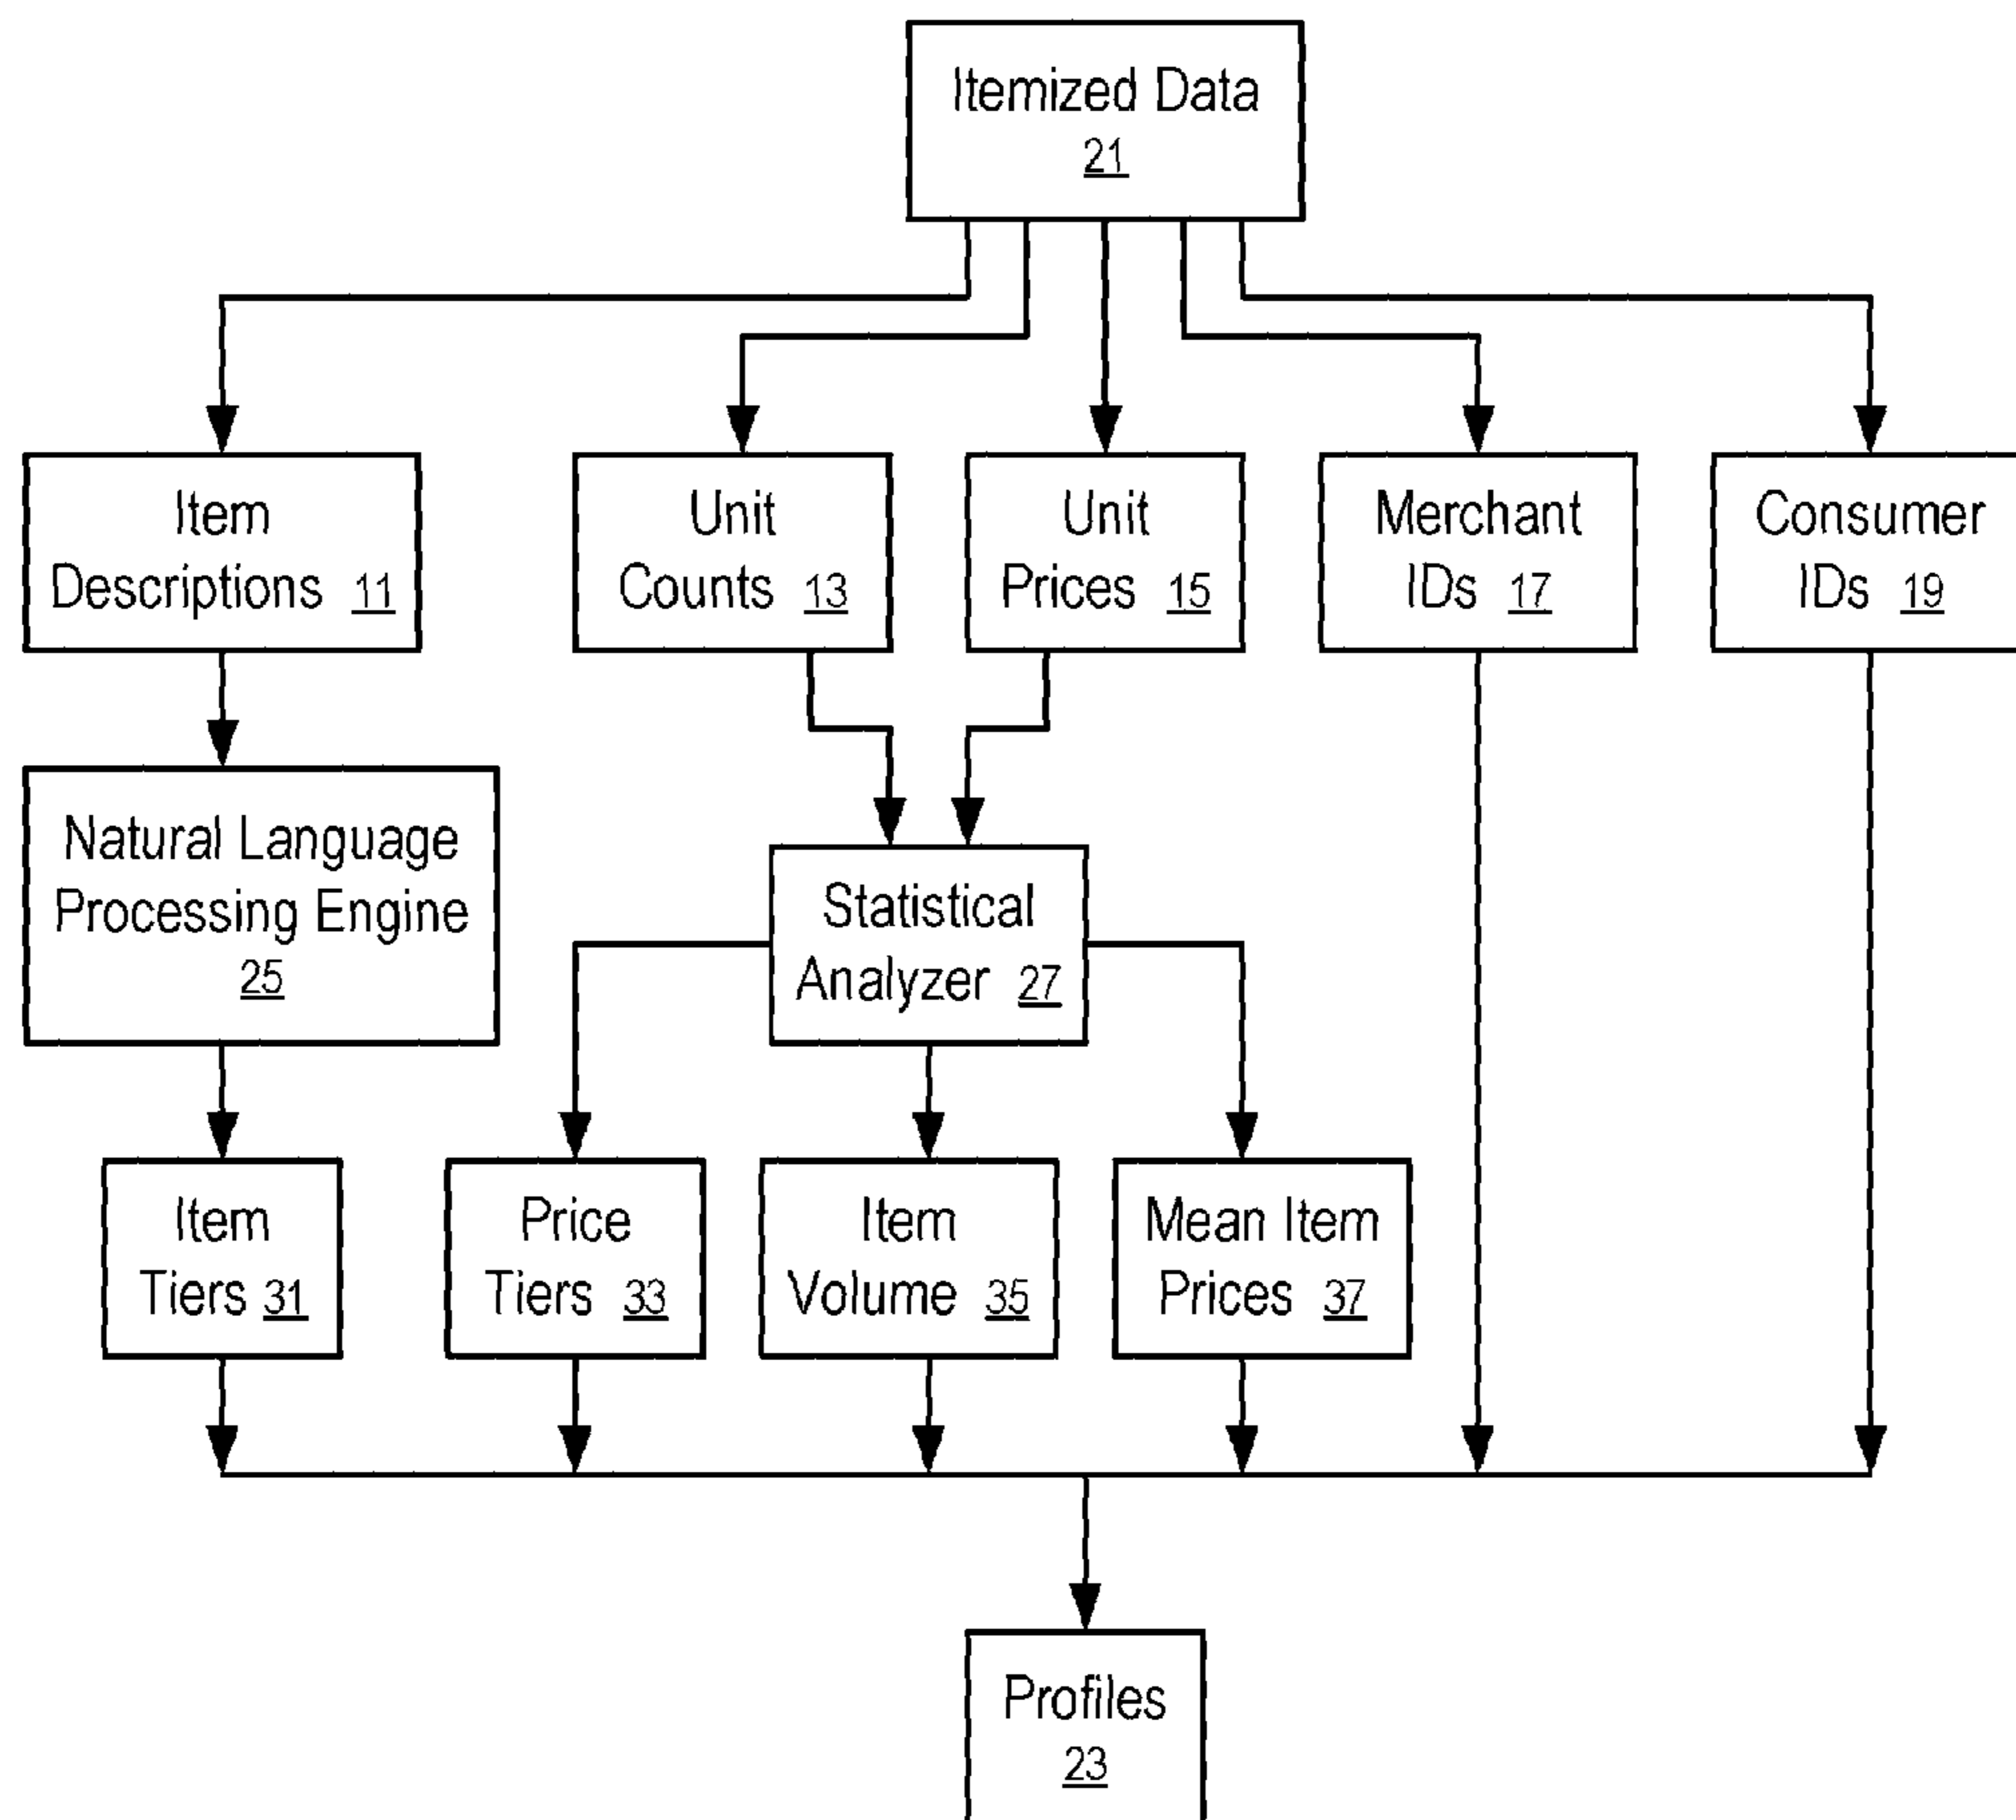 Itemized Data
21
Item
Descriptions 11
Unit
Counts 13
Unit
Prices 15
Merchant
IDs 17
Consumer
IDs 19
Natural Language
Processing Engine
25
Statistical
Analyzer 27
Item
Tiers 31
Price
Tiers 33
Item
Volume 35
Mean Item
Prices 37
Profiles
23